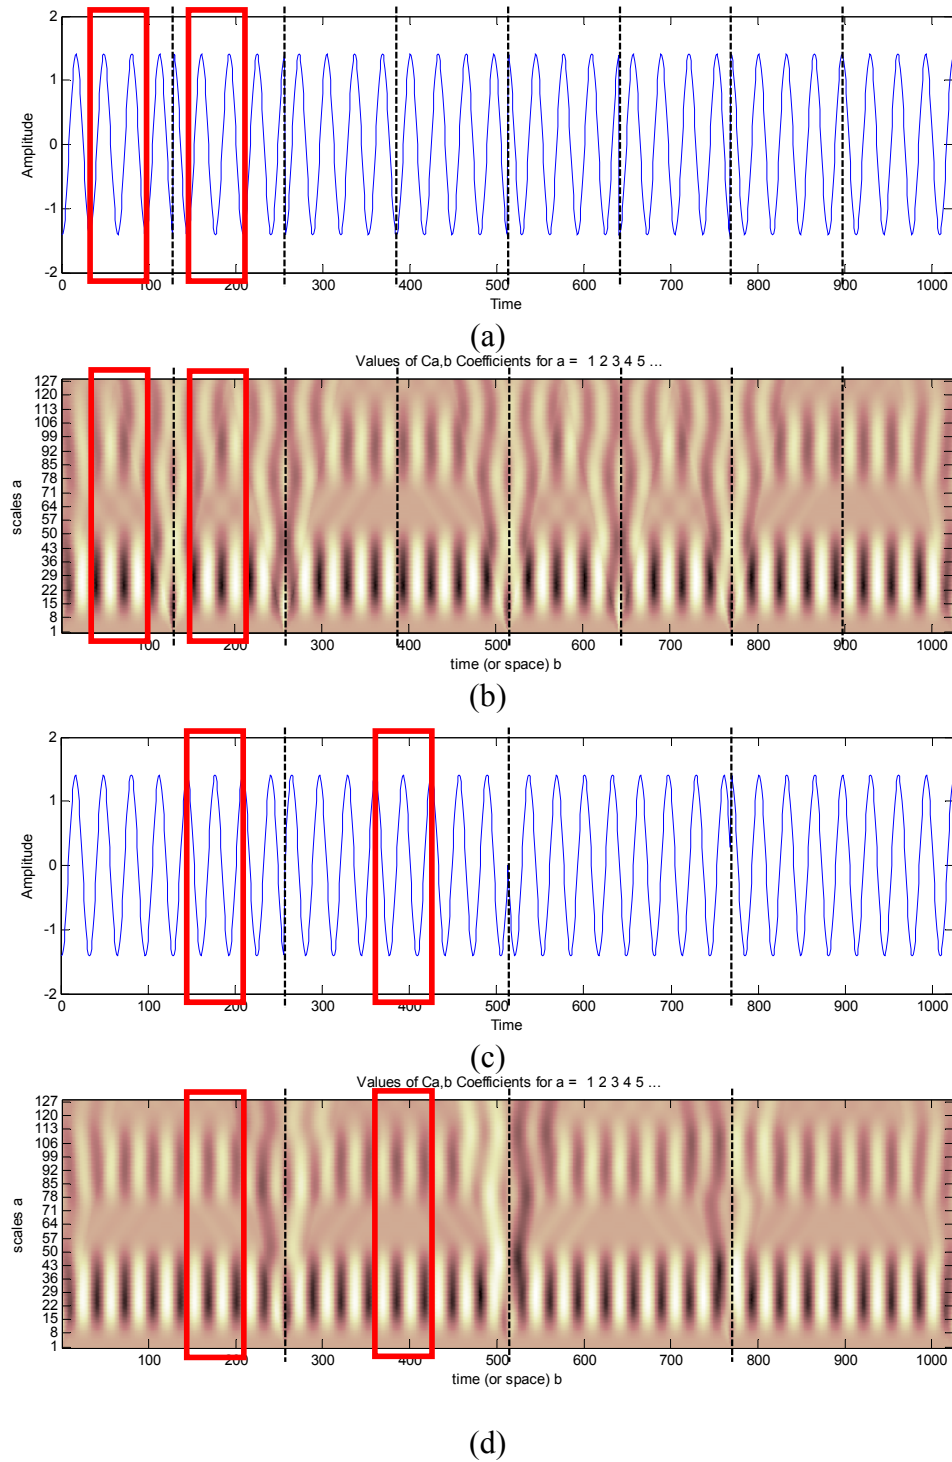 2
1
0
-1
-2
Amplitude
0 100 200 300 400 500 600 700 800 900 1000
Time
(a)
Values of Ca,b Coefficients for a = 1 2 3 4 5 ...
127
120
113
106
99
92
85
78
71
64
57
50
43
36
29
22
15
8
1
scales a
100 200 300 400 500 600 700 800 900 1000
time (or space) b
(b)
2
1
0
-1
-2
Amplitude
0 100 200 300 400 500 600 700 800 900 1000
Time
(c)
Values of Ca,b Coefficients for a = 1 2 3 4 5 ...
127
120
113
106
99
92
85
78
71
64
57
50
43
36
29
22
15
8
1
scales a
100 200 300 400 500 600 700 800 900 1000
time (or space) b
(d)